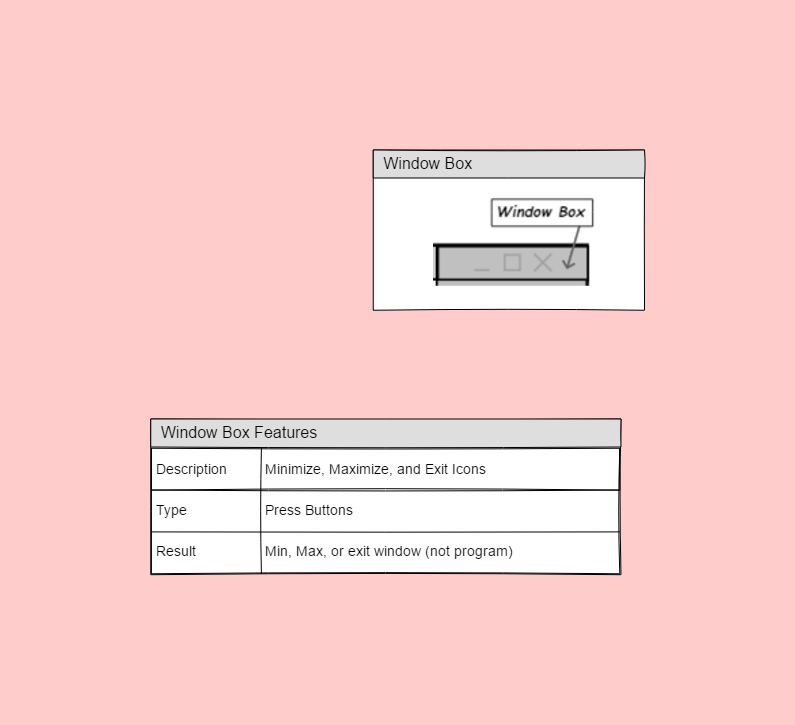 Window Box
Window Box
Window Box Features
Description Minimize, Maximize, and Exit Icons
Type Press Buttons
Result Min, Max, or exit window (not program)